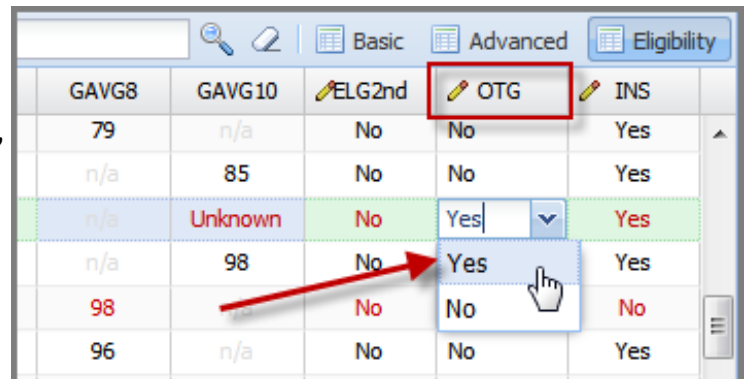 Basic Advanced Eligibility
GAVG8 GAVG10 ELG2nd OTG INS
79 n/a No No Yes
n/a 85 No No Yes
n/a Unknown No Yes Yes
n/a 98 No Yes Yes
98 No No No
96 n/a No No Yes
,